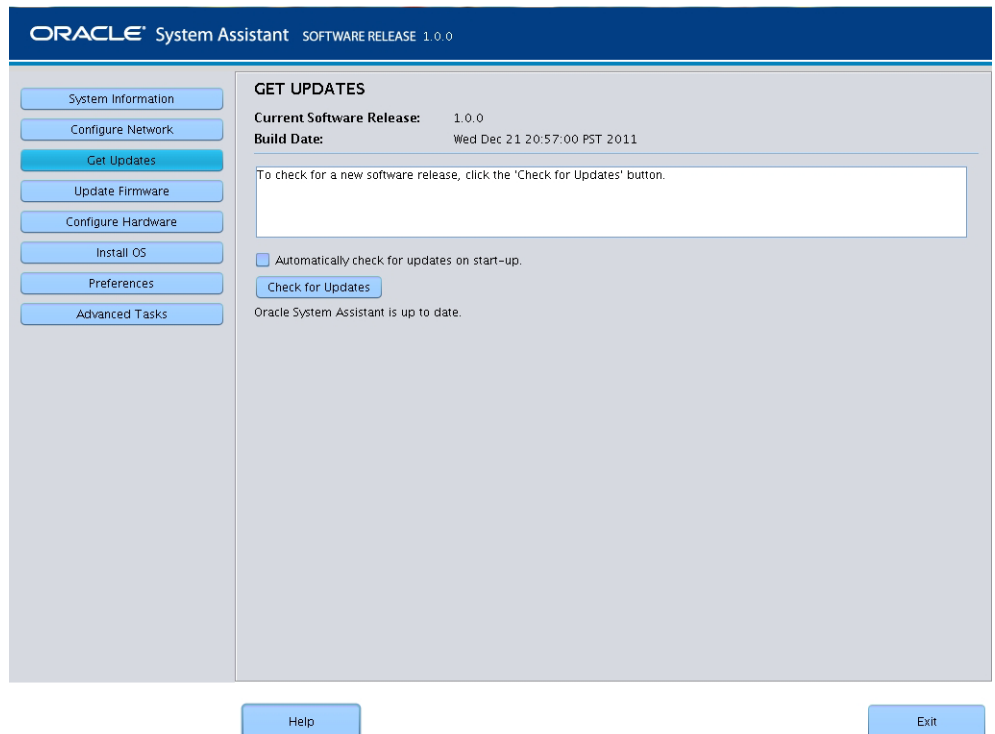 ORACLE® System Assistant SOFTWARE RELEASE 1.0.0
System Information
Configure Network
Get Updates
Update Firmware
Configure Hardware
Install OS
Preferences
Advanced Tasks
GET UPDATES
Current Software Release: 1.0.0
Build Date: Wed Dec 21 20:57:00 PST 2011
To check for a new software release, click the 'Check for Updates' button.
Automatically check for updates on start-up.
Check for Updates
Oracle System Assistant is up to date.
Help
Exit